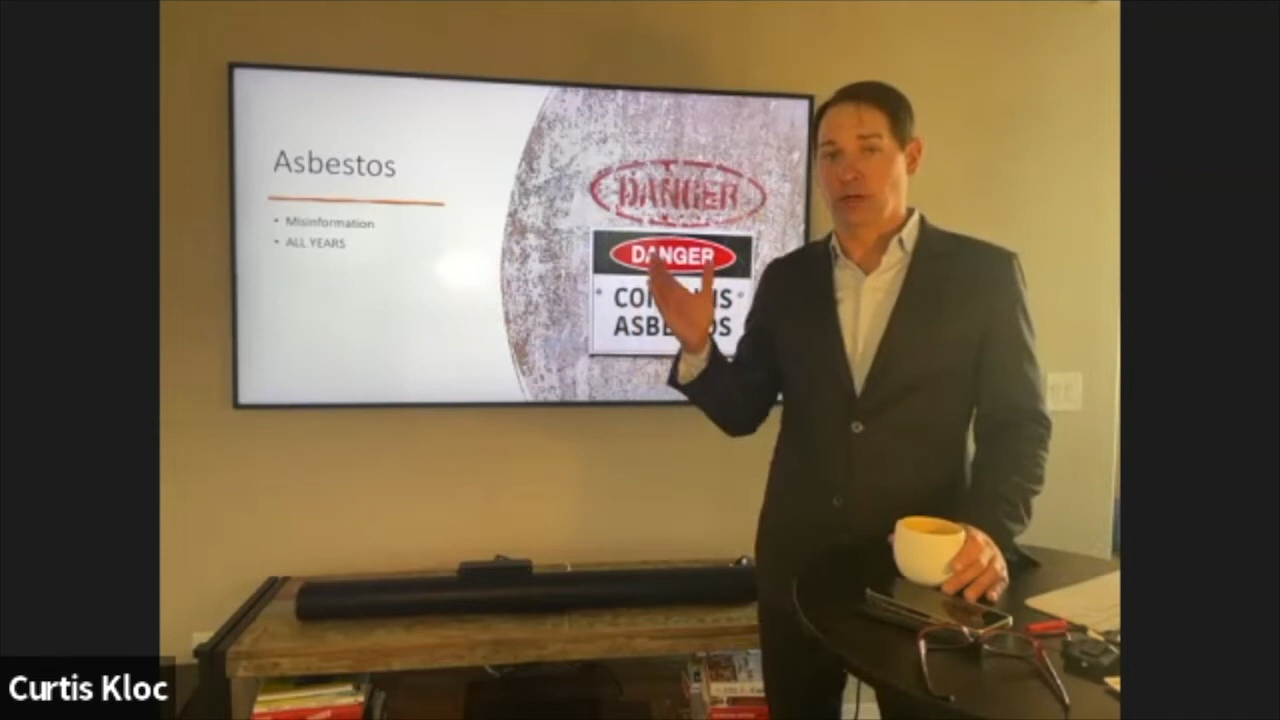 Asbestos
• Misinformation
• ALL YEARS
DANGER
DANGER
Curtis Kloc